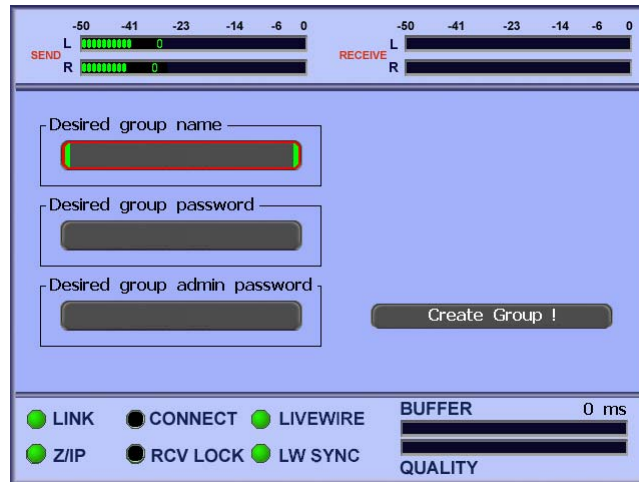 -50 -41 -23 -14 -6 0
-50 -41 -23 -14 -6 0
SEND L
R
RECEIVE L
R
Desired group name
Desired group password
Desired group admin password
Create Group !
LINK CONNECT LIVEWIRE
Z/IP RCV LOCK LW SYNC
BUFFER 0 ms
QUALITY